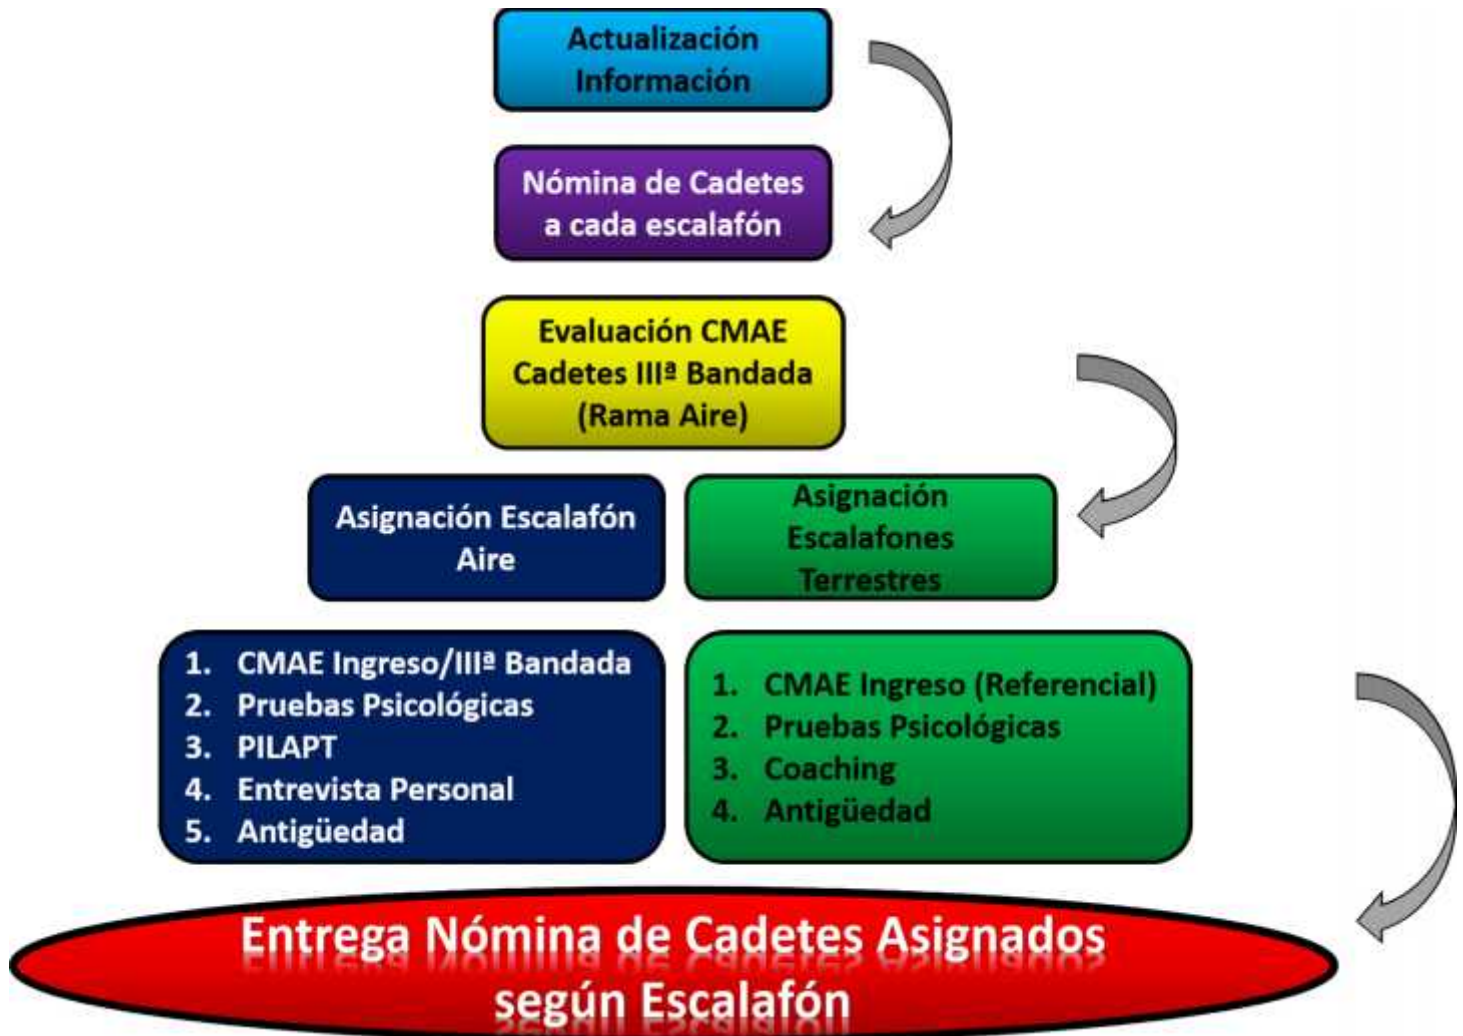 Actualización
Información
Nómina de Cadetes
a cada escalafón
Evaluación CMAE
Cadetes IIIª Bandada
(Rama Aire)
Asignación Escalafón
Aire
Asignación
Escalafones
Terrestres
1. CMAE Ingreso/IIIª Bandada
2. Pruebas Psicológicas
3. PILAPT
4. Entrevista Personal
5. Antigüedad
1. CMAE Ingreso (Referencial)
2. Pruebas Psicológicas
3. Coaching
4. Antigüedad
Entrega Nómina de Cadetes Asignados
según Escalafón